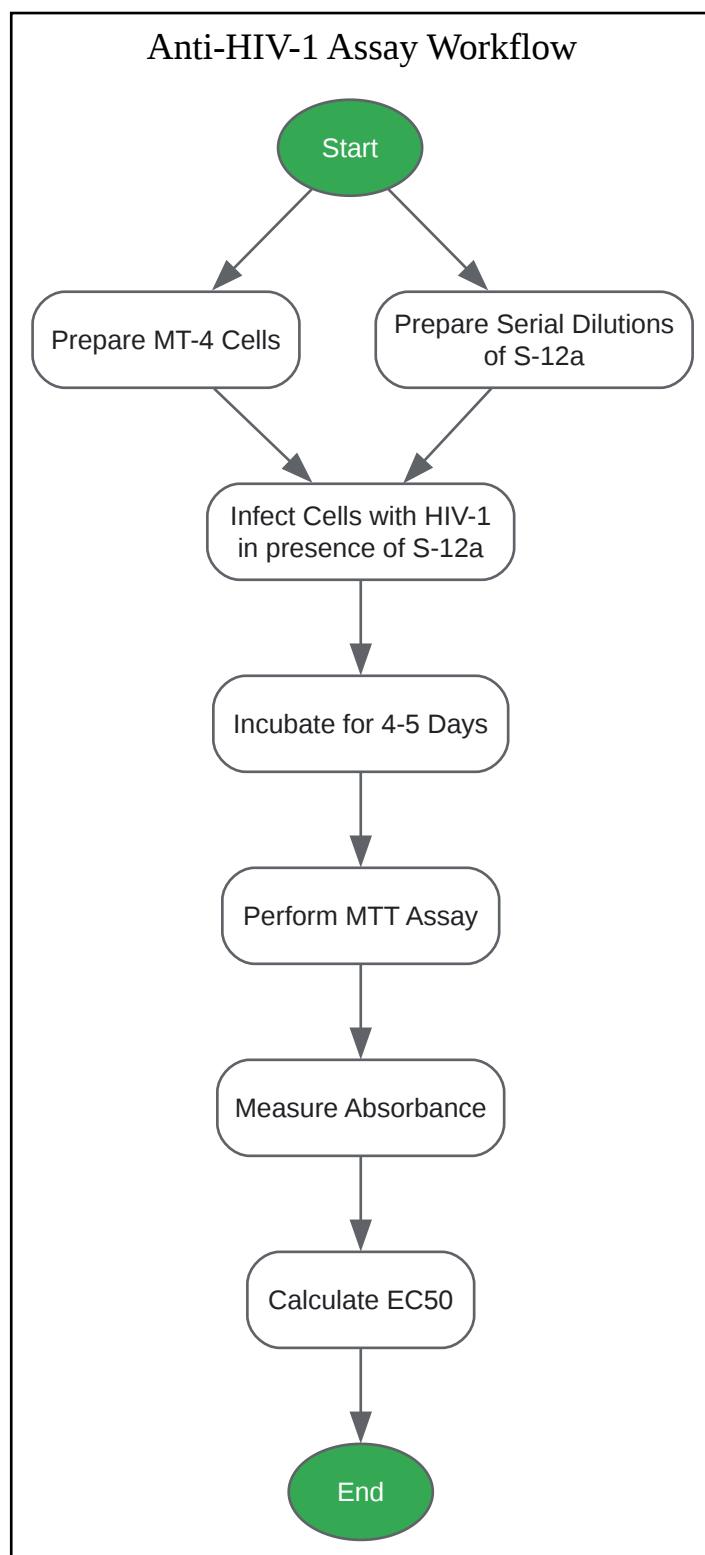 Anti-HIV-1 Assay Workflow
Start
Prepare MT-4 Cells
Prepare Serial Dilutions
of S-12a
Infect Cells with HIV-1
in presence of S-12a
Incubate for 4-5 Days
Perform MTT Assay
Measure Absorbance
Calculate EC50
End